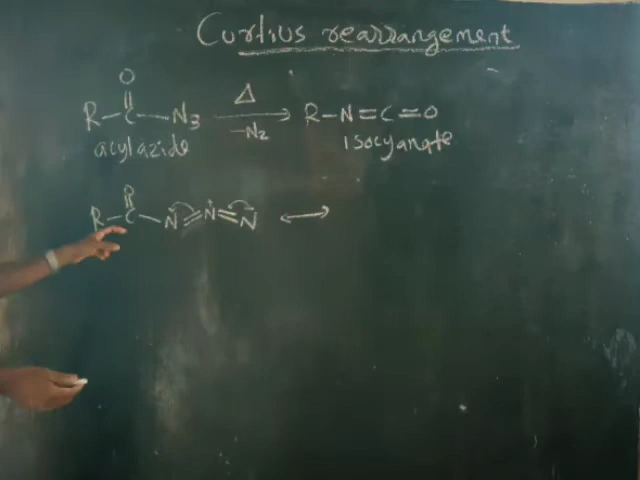 Curtius rearrangement
O
||
R–C–N3 Δ –N2 → R–N=C=O
acyl azide isocyanate
R
||
R–C–N=N=N ↔